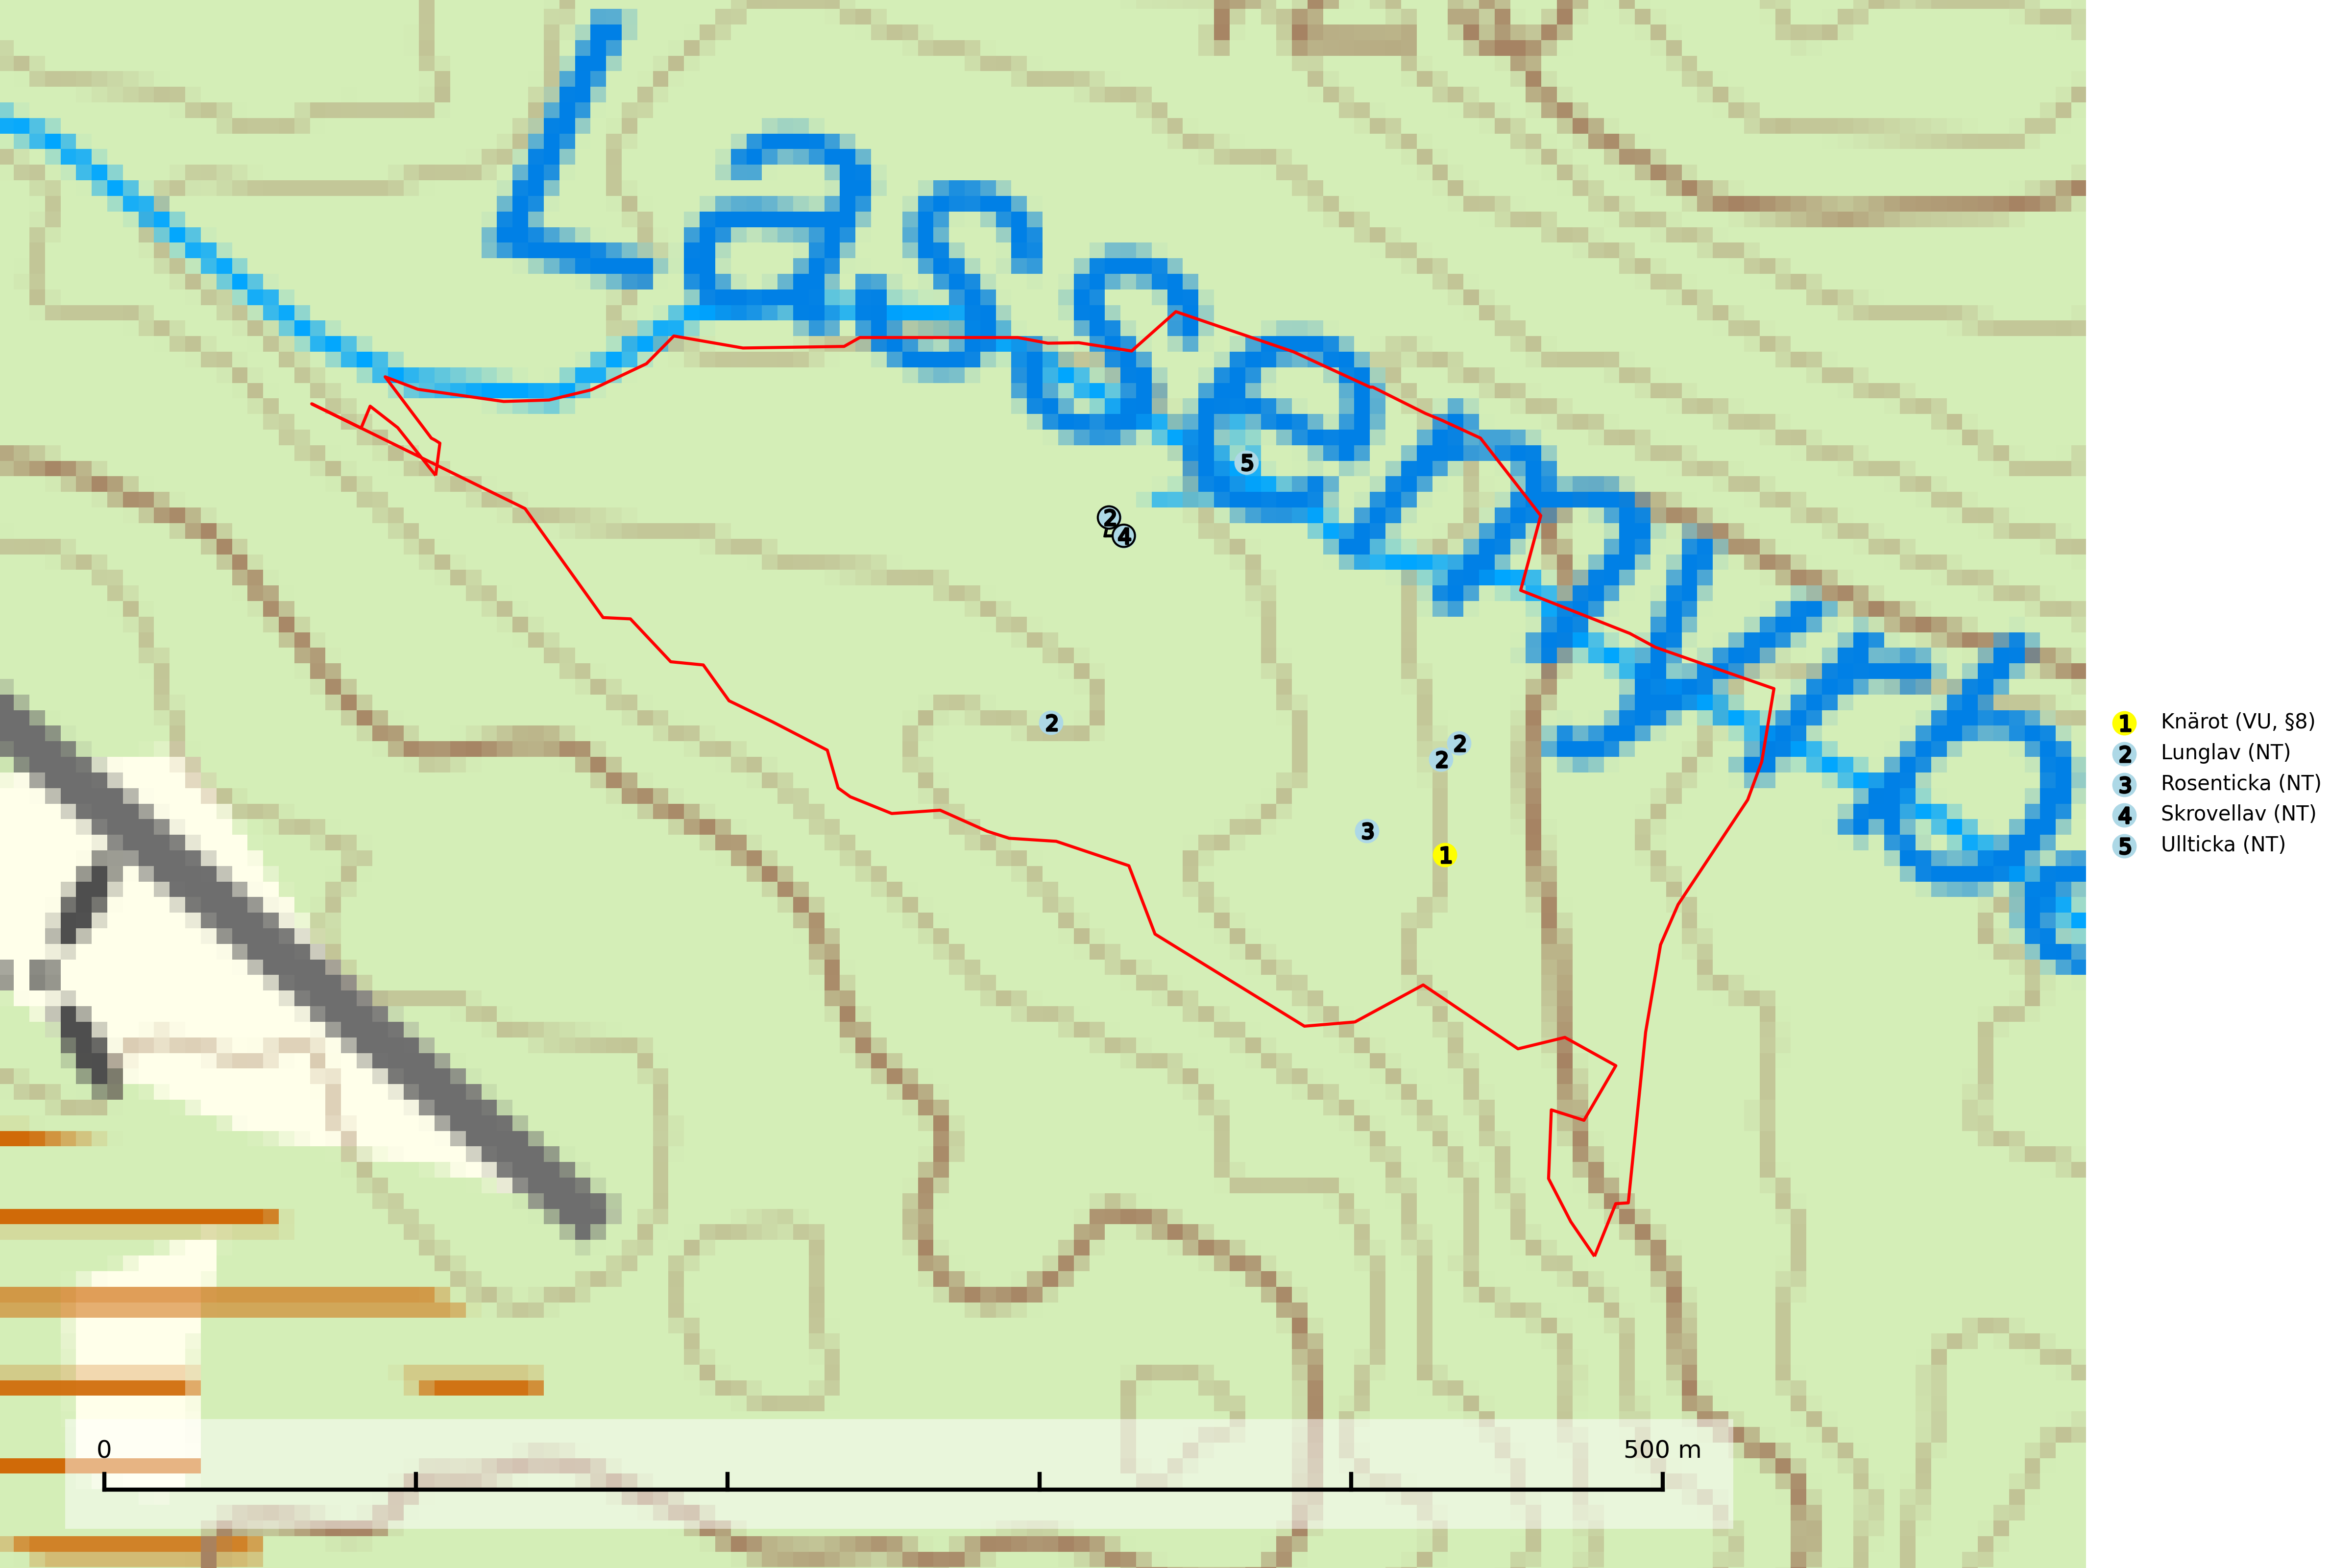 Lassemyrb
5
2
4
2
2
2
3
1
1 Knärot (VU, §8)
2 Lunglav (NT)
3 Rosenticka (NT)
4 Skrovellav (NT)
5 Ullticka (NT)
0 500 m